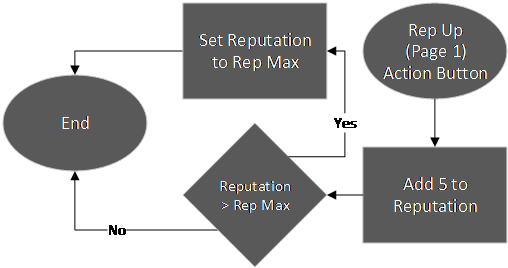 Rep Up
(Page 1)
Action Button
Set Reputation
to Rep Max
End
Yes
Reputation
> Rep Max
Add 5 to
Reputation
No